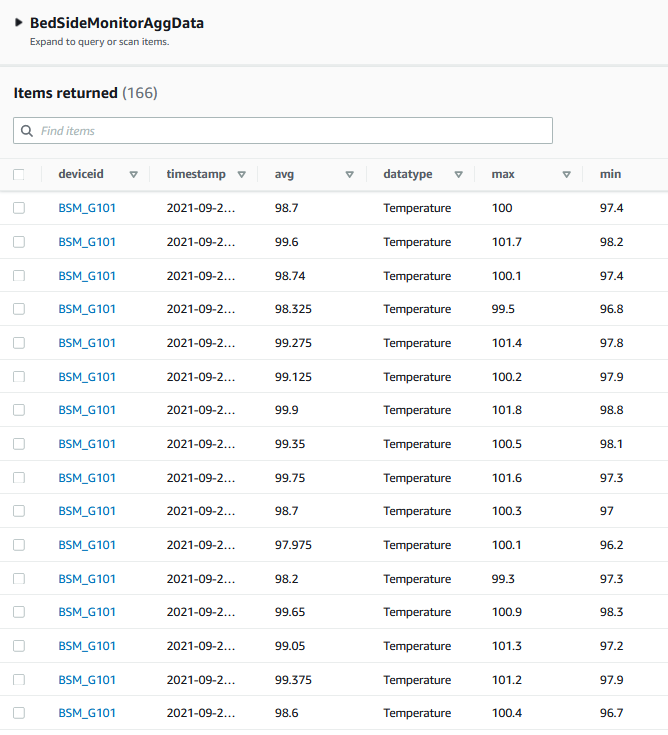 BedSideMonitorAggData
Expand to query or scan items.
Items returned (166)
Find items
deviceid timestamp avg datatype max min
BSM_G101 2021-09-2... 98.7 Temperature 100 97.4
BSM_G101 2021-09-2... 99.6 Temperature 101.7 98.2
BSM_G101 2021-09-2... 98.74 Temperature 100.1 97.4
BSM_G101 2021-09-2... 98.325 Temperature 99.5 96.8
BSM_G101 2021-09-2... 99.275 Temperature 101.4 97.8
BSM_G101 2021-09-2... 99.125 Temperature 100.2 97.9
BSM_G101 2021-09-2... 99.9 Temperature 101.8 98.8
BSM_G101 2021-09-2... 99.35 Temperature 100.5 98.1
BSM_G101 2021-09-2... 99.75 Temperature 101.6 97.3
BSM_G101 2021-09-2... 98.7 Temperature 100.3 97
BSM_G101 2021-09-2... 97.975 Temperature 100.1 96.2
BSM_G101 2021-09-2... 98.2 Temperature 99.3 97.3
BSM_G101 2021-09-2... 99.65 Temperature 100.9 98.3
BSM_G101 2021-09-2... 99.05 Temperature 101.3 97.2
BSM_G101 2021-09-2... 99.375 Temperature 101.2 97.9
BSM_G101 2021-09-2... 98.6 Temperature 100.4 96.7